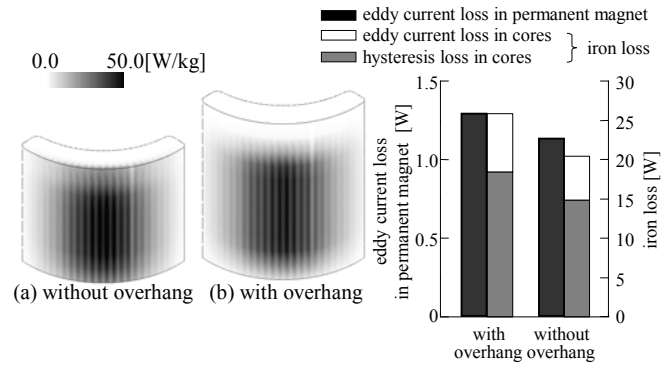 eddy current loss in permanent magnet
eddy current loss in cores
hysteresis loss in cores
iron loss
0.0 50.0[W/kg]
(a) without overhang
(b) with overhang
eddy current loss
in permanent magnet [W]
1.5
1.0
0.5
0
30
25
20
15
10
5
0
iron loss [W]
with
overhang
without
overhang